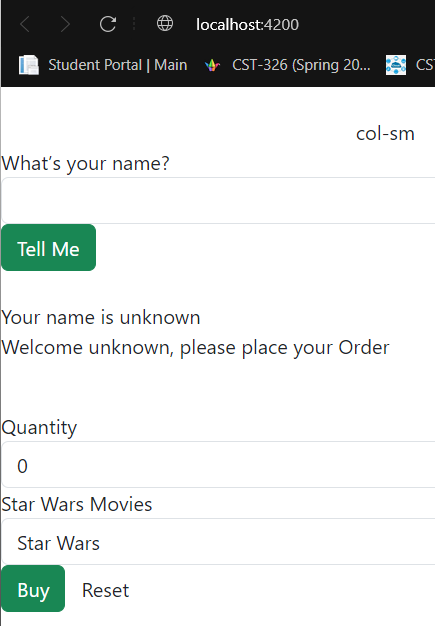 localhost:4200
Student Portal | Main CST-326 (Spring 20... CS
col-sm
What's your name?
Tell Me
Your name is unknown
Welcome unknown, please place your Order
Quantity
0
Star Wars Movies
Star Wars
Buy Reset